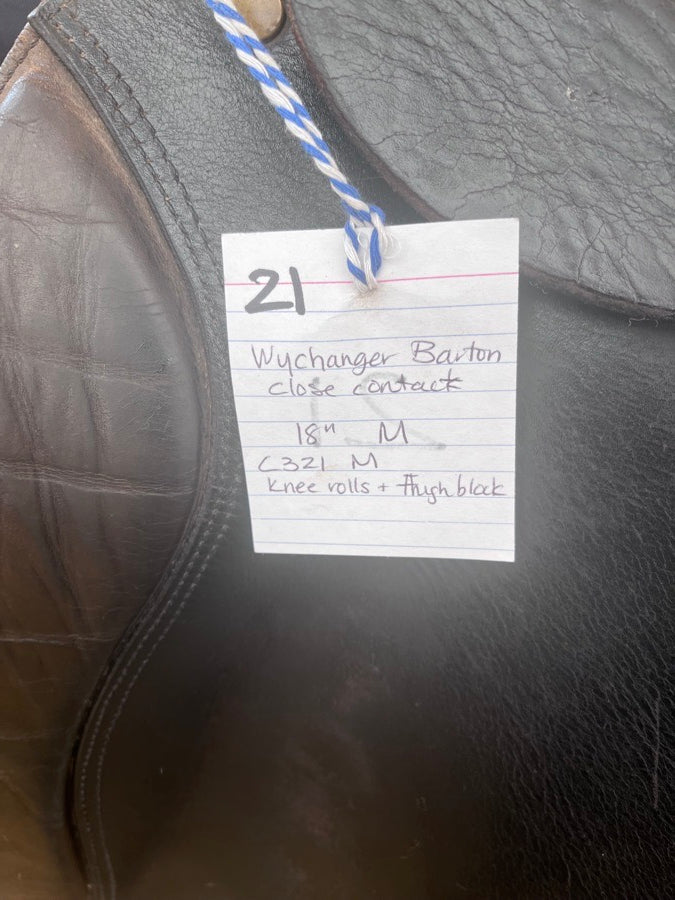 21
Wychanger Barton
close contact
18" M
C321 M
knee rolls + Thigh block